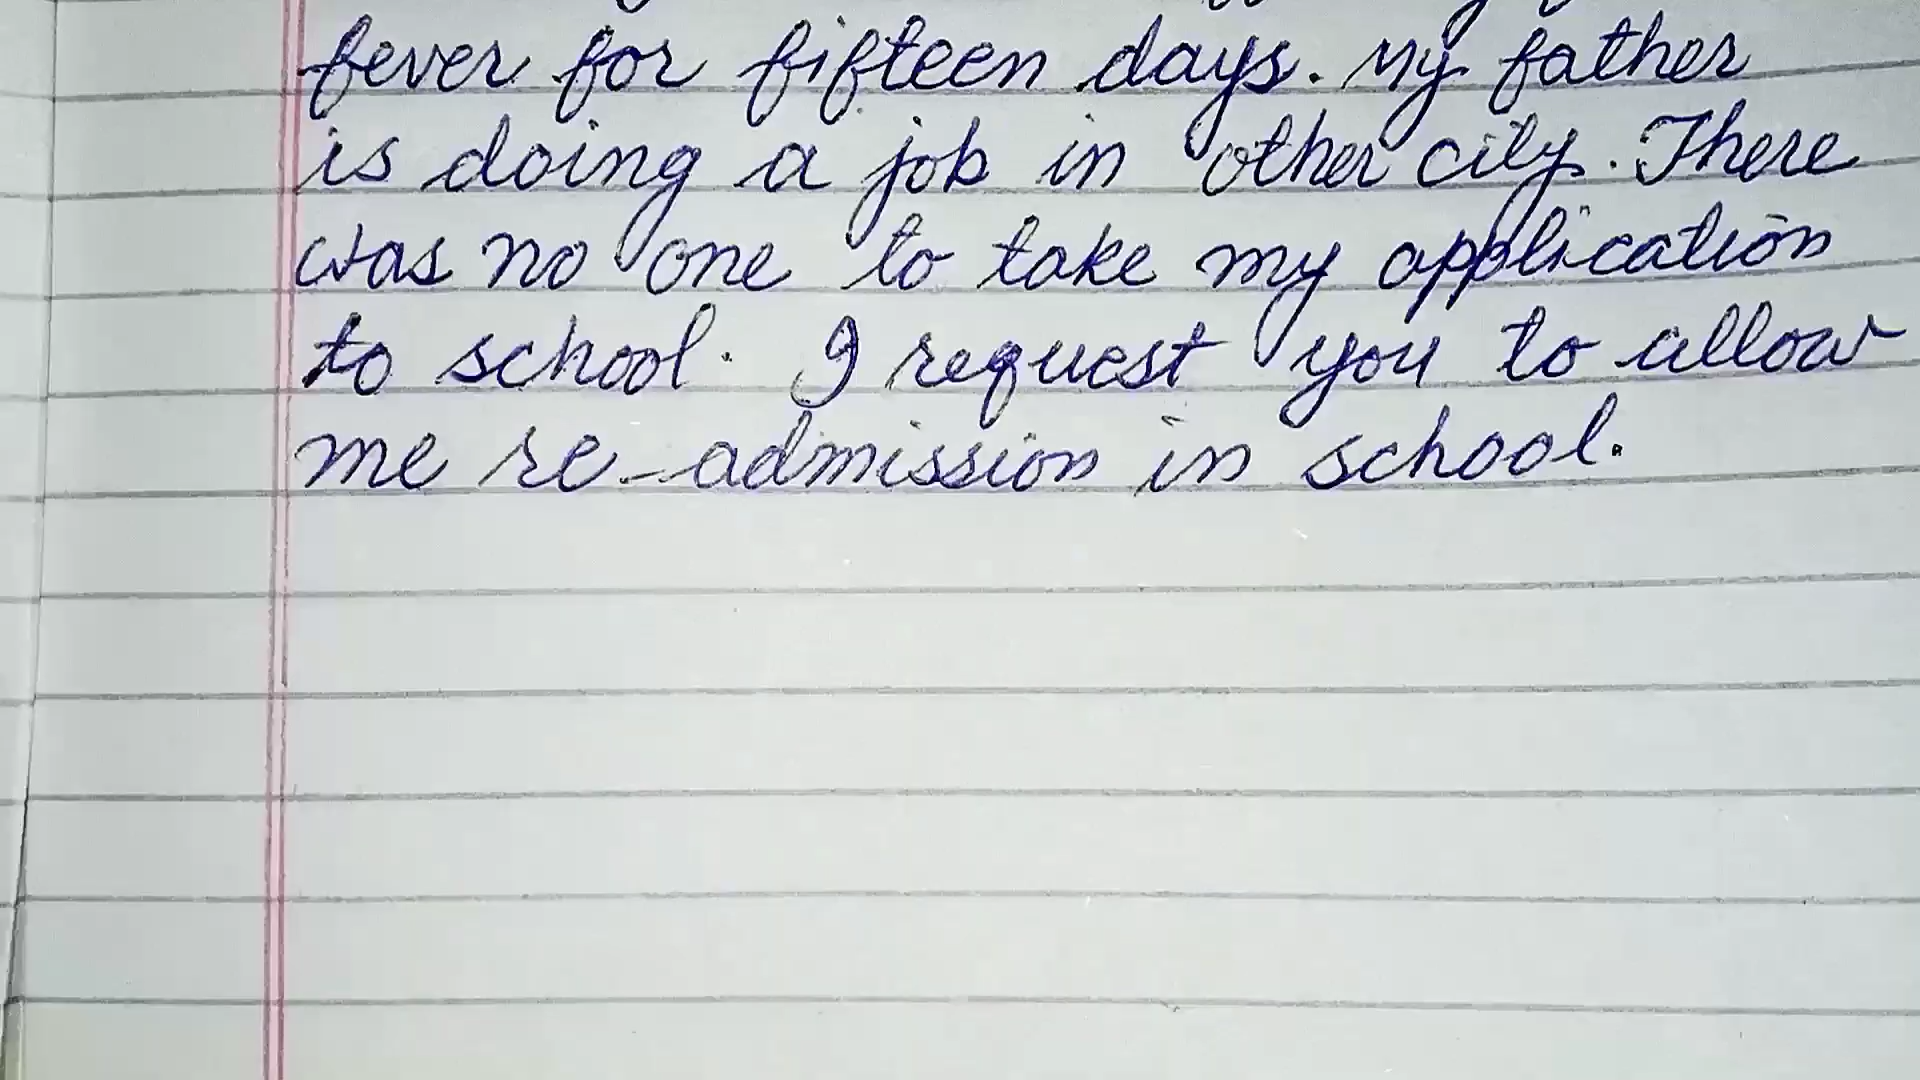 fever for fifteen days. My father
is doing a job in other city. There
was no one to take my application
to school. I request you to allow
me re-admission in school.